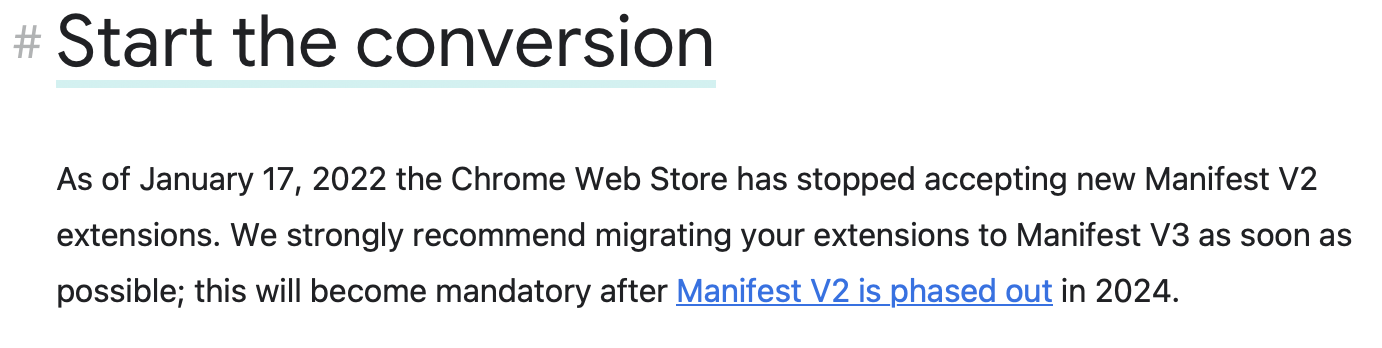 # Start the conversion
As of January 17, 2022 the Chrome Web Store has stopped accepting new Manifest V2
extensions. We strongly recommend migrating your extensions to Manifest V3 as soon as
possible; this will become mandatory after Manifest V2 is phased out in 2024.